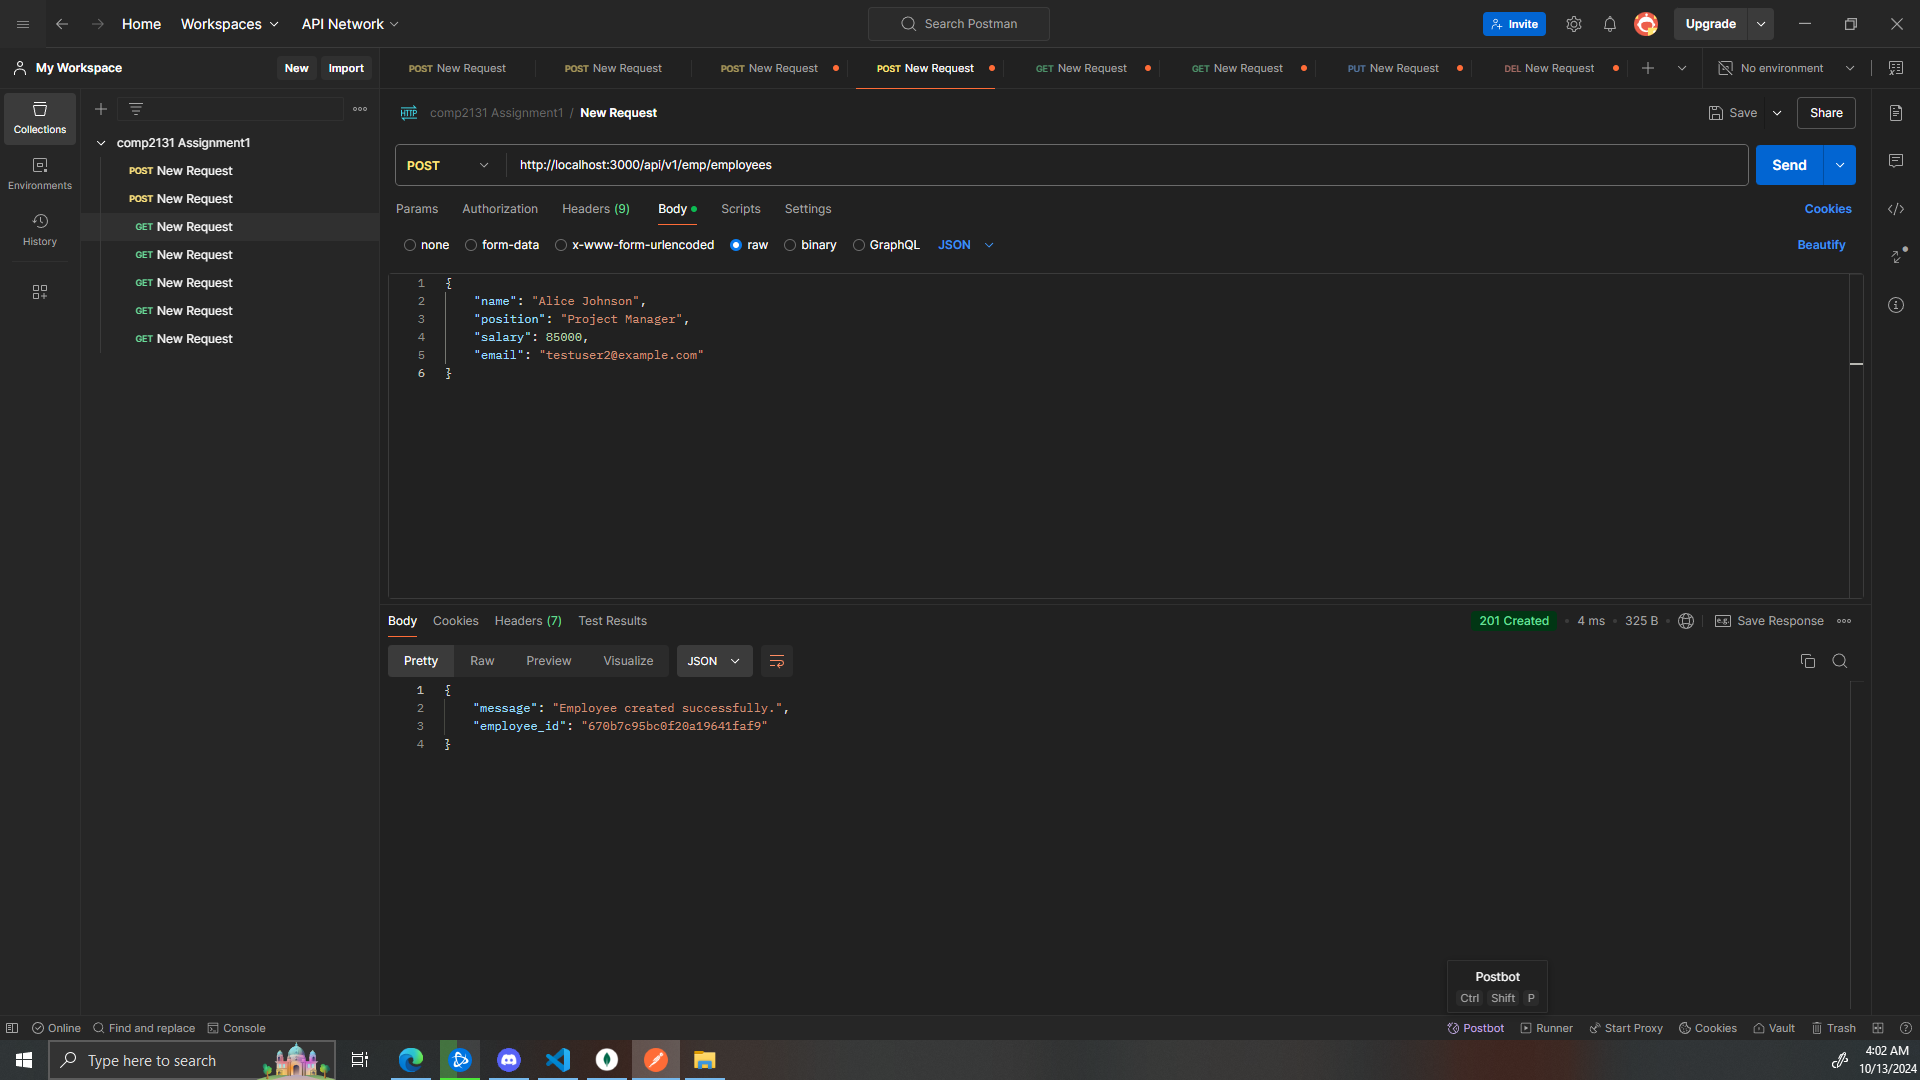 Home Workspaces API Network Search Postman Invite Upgrade
My Workspace New Import POST New Request POST New Request POST New Request POST New Request GET New Request GET New Request PUT New Request DEL New Request No environment
Collections
Environments
History
comp2131 Assignment1
POST New Request
POST New Request
GET New Request
GET New Request
GET New Request
GET New Request
GET New Request
HTTP comp2131 Assignment1 / New Request Save Share
POST http://localhost:3000/api/v1/emp/employees Send
Params Authorization Headers (9) Body Scripts Settings Cookies
none form-data x-www-form-urlencoded raw binary GraphQL JSON Beautify
1 {
2 "name": "Alice Johnson",
3 "position": "Project Manager",
4 "salary": 85000,
5 "email": "testuser2@example.com"
6 }
Body Cookies Headers (7) Test Results 201 Created 4 ms 325 B e.g. Save Response
Pretty Raw Preview Visualize JSON
1 {
2 "message": "Employee created successfully.",
3 "employee_id": "670b7c95bc0f20a19641faf9"
4 }
Postbot
Ctrl Shift P
Online Find and replace Console Postbot Runner Start Proxy Cookies Vault Trash
Type here to search 4:02 AM
10/13/2024